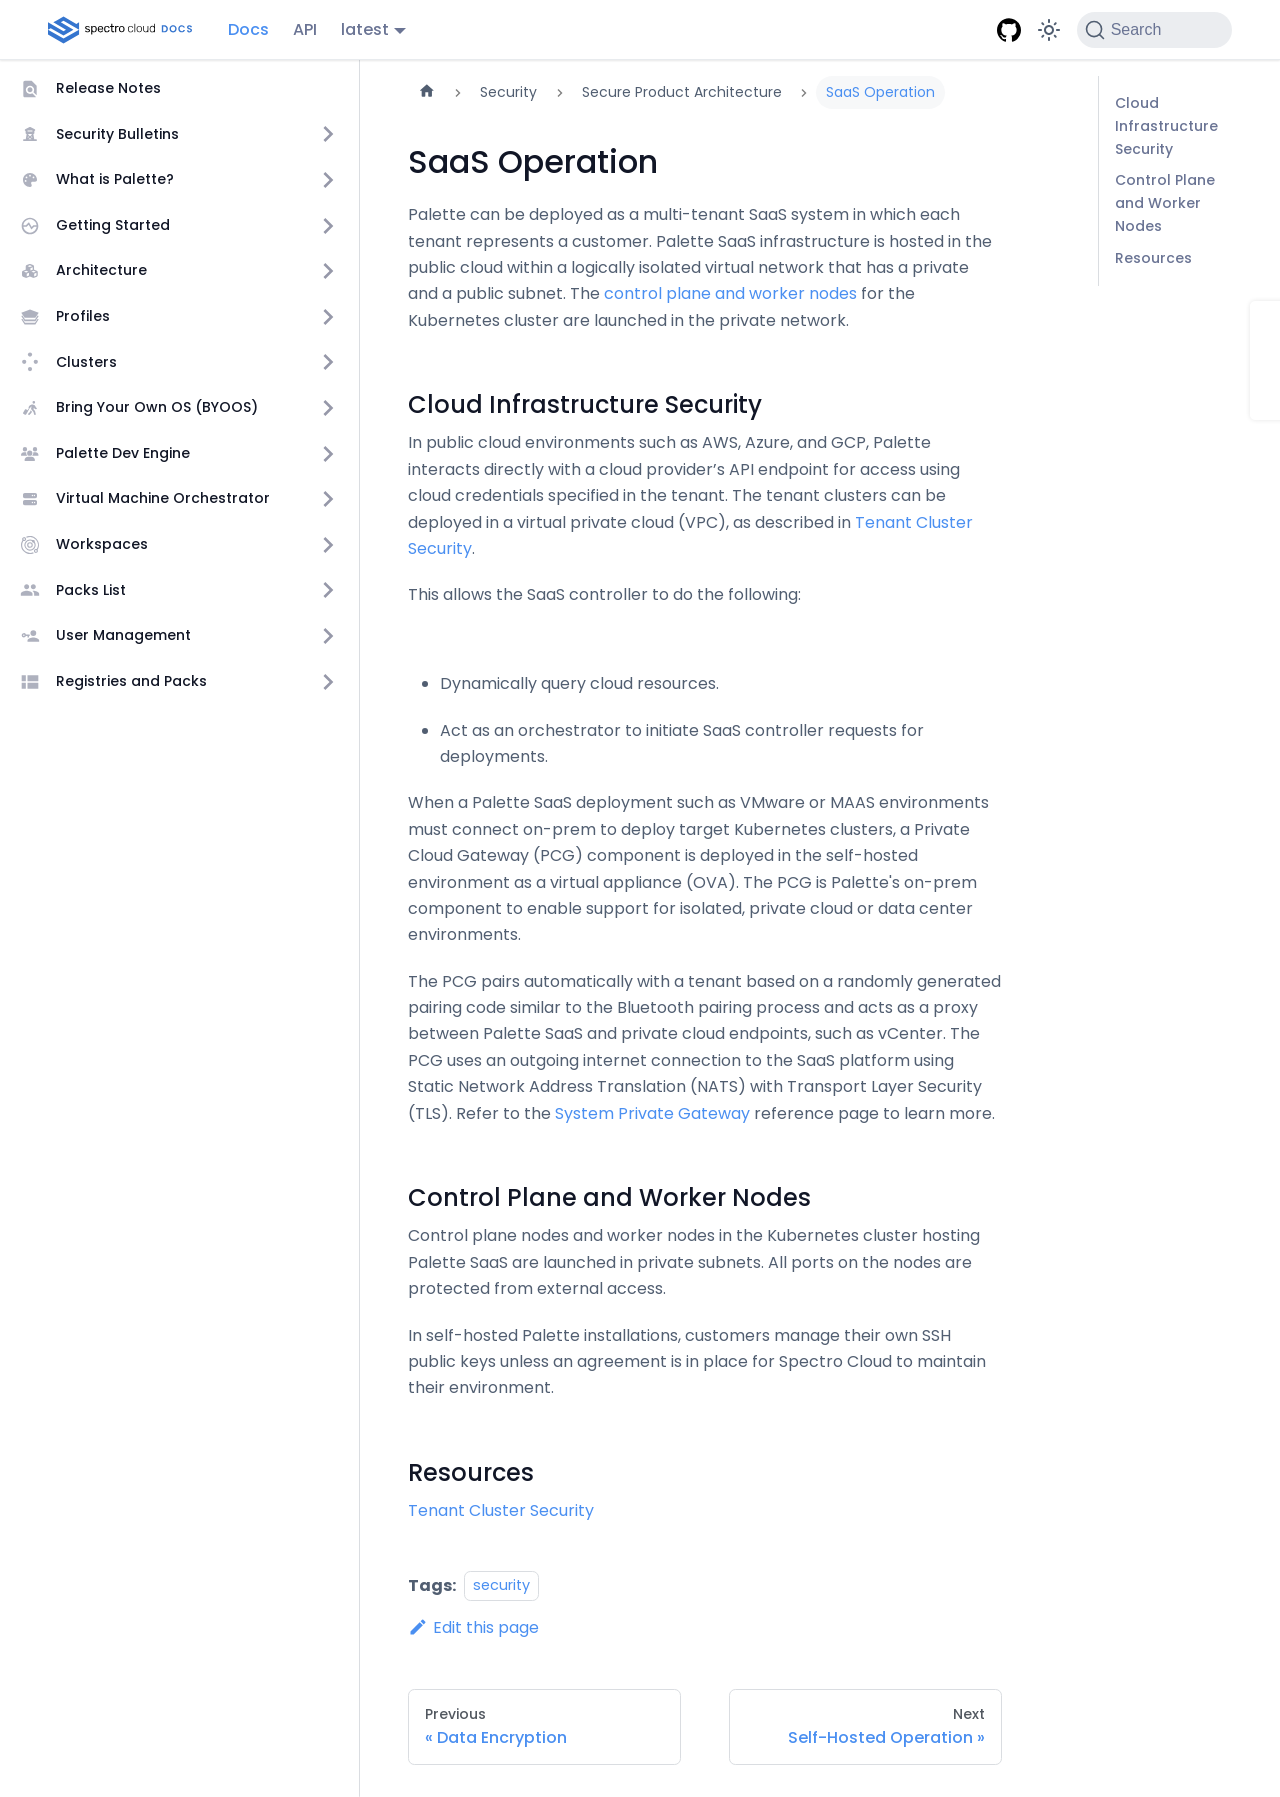 spectro cloud DOCS Docs API latest Search
Release Notes
Security Bulletins
What is Palette?
Getting Started
Architecture
Profiles
Clusters
Bring Your Own OS (BYOOS)
Palette Dev Engine
Virtual Machine Orchestrator
Workspaces
Packs List
User Management
Registries and Packs
Security Secure Product Architecture SaaS Operation
SaaS Operation
Palette can be deployed as a multi-tenant SaaS system in which each
tenant represents a customer. Palette SaaS infrastructure is hosted in the
public cloud within a logically isolated virtual network that has a private
and a public subnet. The control plane and worker nodes for the
Kubernetes cluster are launched in the private network.
Cloud Infrastructure Security
In public cloud environments such as AWS, Azure, and GCP, Palette
interacts directly with a cloud provider’s API endpoint for access using
cloud credentials specified in the tenant. The tenant clusters can be
deployed in a virtual private cloud (VPC), as described in Tenant Cluster
Security.
This allows the SaaS controller to do the following:
• Dynamically query cloud resources.
• Act as an orchestrator to initiate SaaS controller requests for
deployments.
When a Palette SaaS deployment such as VMware or MAAS environments
must connect on-prem to deploy target Kubernetes clusters, a Private
Cloud Gateway (PCG) component is deployed in the self-hosted
environment as a virtual appliance (OVA). The PCG is Palette's on-prem
component to enable support for isolated, private cloud or data center
environments.
The PCG pairs automatically with a tenant based on a randomly generated
pairing code similar to the Bluetooth pairing process and acts as a proxy
between Palette SaaS and private cloud endpoints, such as vCenter. The
PCG uses an outgoing internet connection to the SaaS platform using
Static Network Address Translation (NATS) with Transport Layer Security
(TLS). Refer to the System Private Gateway reference page to learn more.
Control Plane and Worker Nodes
Control plane nodes and worker nodes in the Kubernetes cluster hosting
Palette SaaS are launched in private subnets. All ports on the nodes are
protected from external access.
In self-hosted Palette installations, customers manage their own SSH
public keys unless an agreement is in place for Spectro Cloud to maintain
their environment.
Resources
Tenant Cluster Security
Tags: security
Edit this page
Previous
« Data Encryption
Next
Self-Hosted Operation »
Cloud
Infrastructure
Security
Control Plane
and Worker
Nodes
Resources